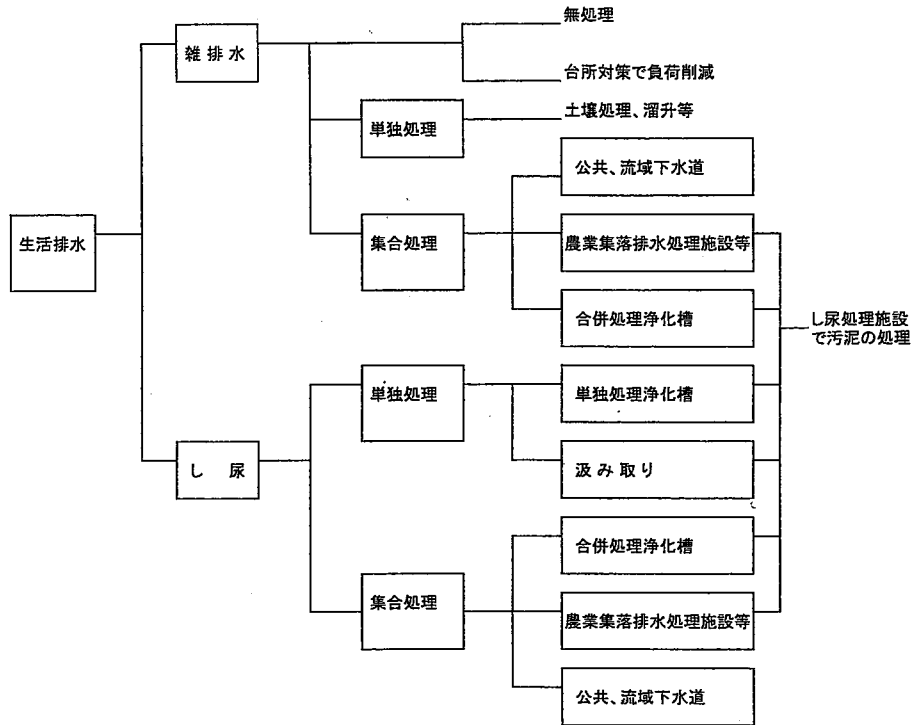 生活排水
雑排水
無処理
台所対策で負荷削減
単独処理
土壌処理、溜升等
集合処理
公共、流域下水道
農業集落排水処理施設等
合併処理浄化槽
し尿
単独処理
単独処理浄化槽
汲み取り
集合処理
合併処理浄化槽
農業集落排水処理施設等
公共、流域下水道
し尿処理施設
で汚泥の処理